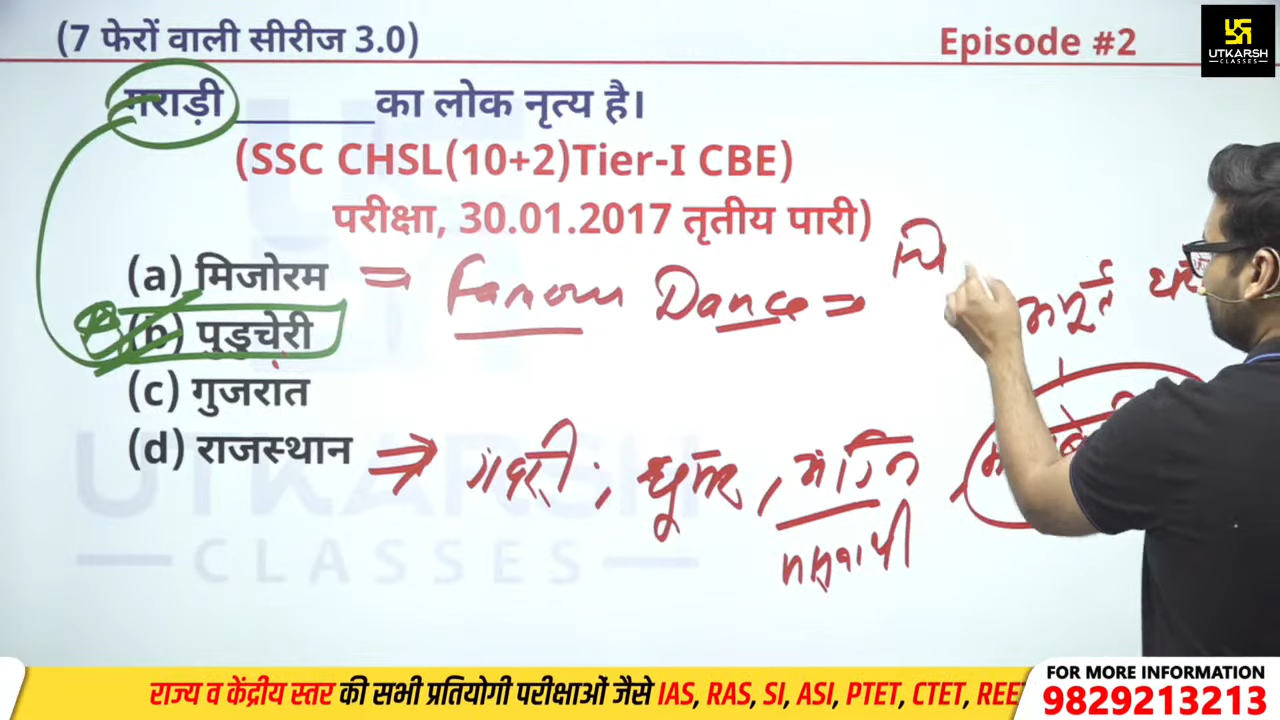 (7 फेरों वाली सीरीज 3.0)
Episode #2
UTKARSH
CLASSES
गराड़ी ________ का लोक नृत्य है।
(SSC CHSL(10+2)Tier-I CBE)
परीक्षा, 30.01.2017 तृतीय पारी)
(a) मिजोरम = Famous Dance =
(b) पुडुचेरी
(c) गुजरात
(d) राजस्थान
UTKARSH
CLASSES
राज्य व केंद्रीय स्तर की सभी प्रतियोगी परीक्षाओं जैसे IAS, RAS, SI, ASI, PTET, CTET,
FOR MORE INFORMATION
9829213213